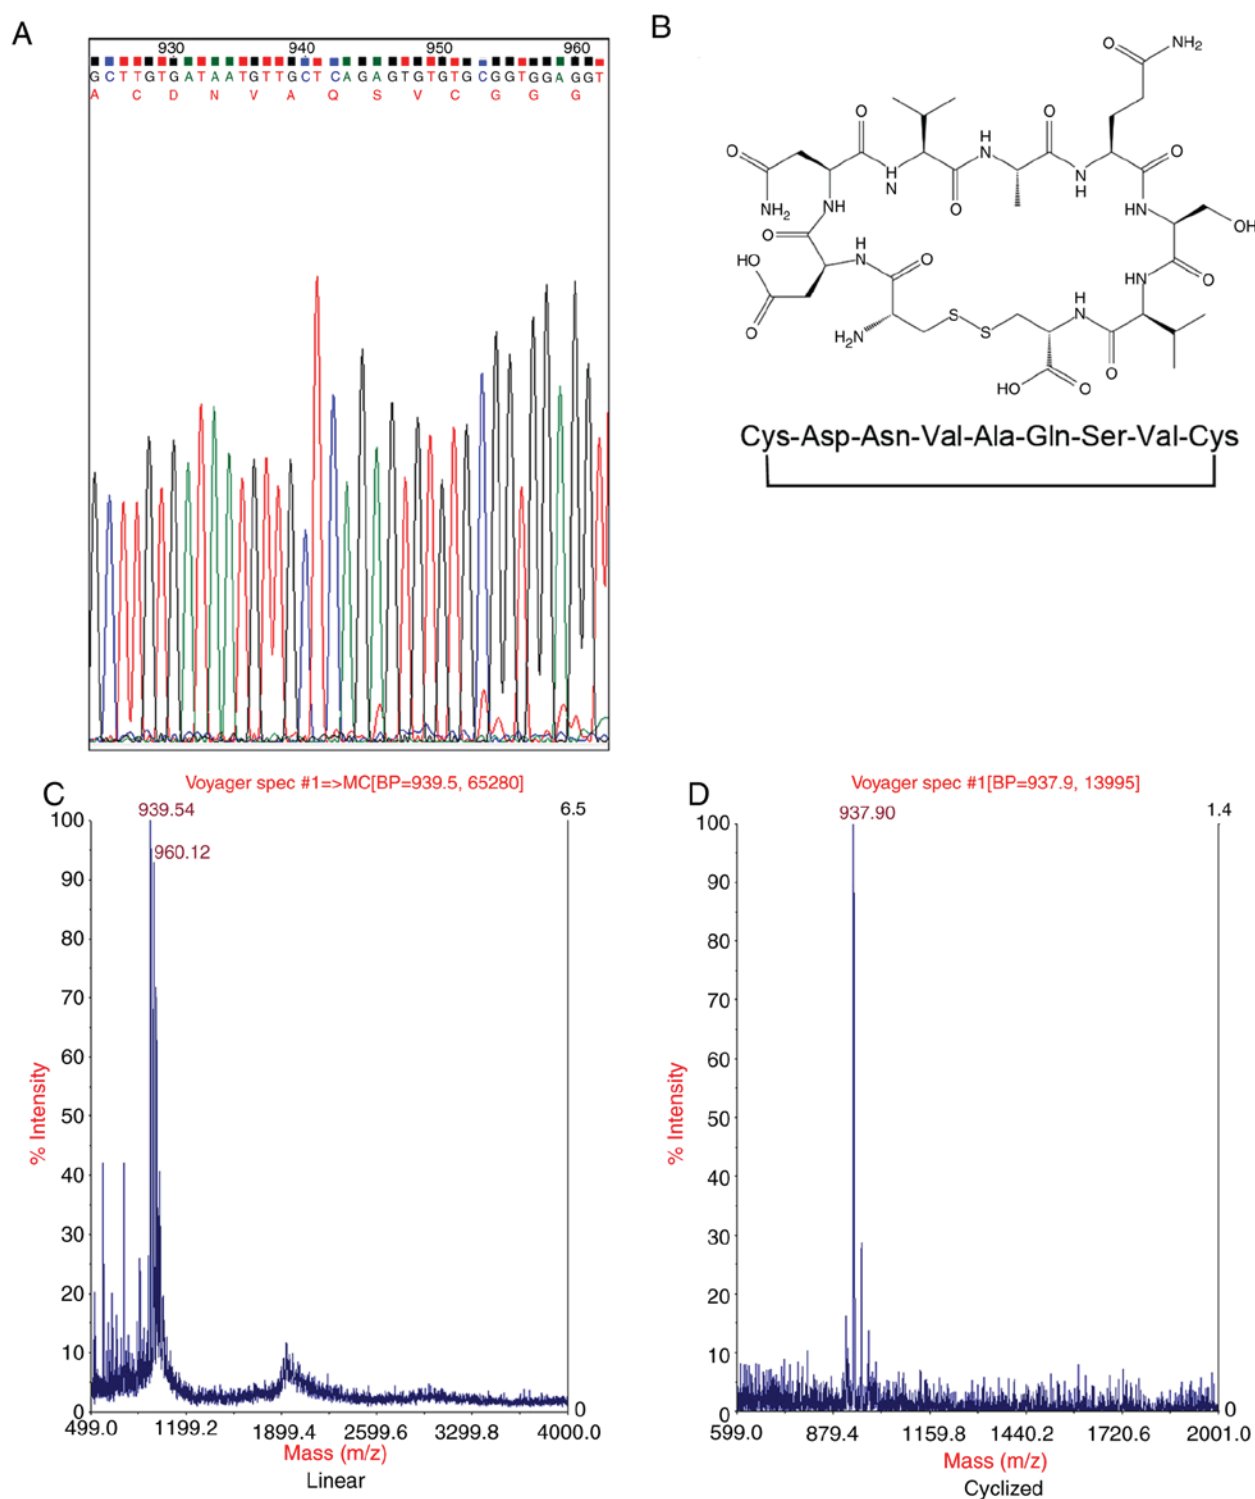 A
930 940 950 960
GCTTGTGATAATGTTGCTCAGAGTGTGTGCGGTGGAGGT
A C D N V A Q S V C G G G
B
O NH2
O O O
H H
N N O
O N
H
N N
H
NH2 NH O HN
OH
O O
HO H
N O HN
O
O S S H
N
H2N O
HO O
Cys-Asp-Asn-Val-Ala-Gln-Ser-Val-Cys
C
Voyager spec #1=>MC[BP=939.5, 65280]
939.54
960.12
6.5
100
90
80
70
60
50
40
30
20
10
0
0
% Intensity
499.0 1199.2 1899.4 2599.6 3299.8 4000.0
Mass (m/z)
Linear
D
Voyager spec #1[BP=937.9, 13995]
937.90
1.4
100
90
80
70
60
50
40
30
20
10
0
0
% Intensity
599.0 879.4 1159.8 1440.2 1720.6 2001.0
Mass (m/z)
Cyclized